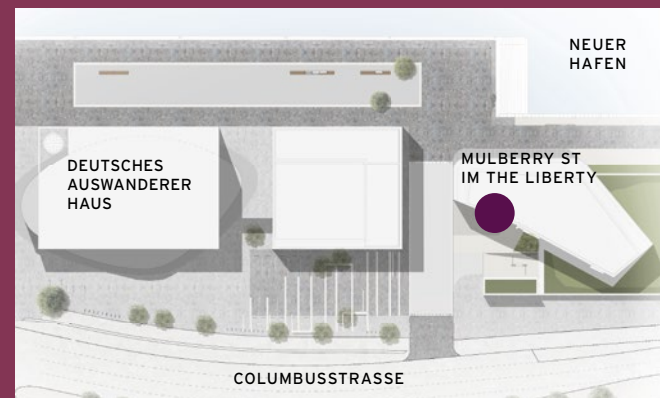 NEUER
HAFEN
DEUTSCHES
AUSWANDERER
HAUS
MULBERRY ST
IM THE LIBERTY
COLUMBUSSTRASSE